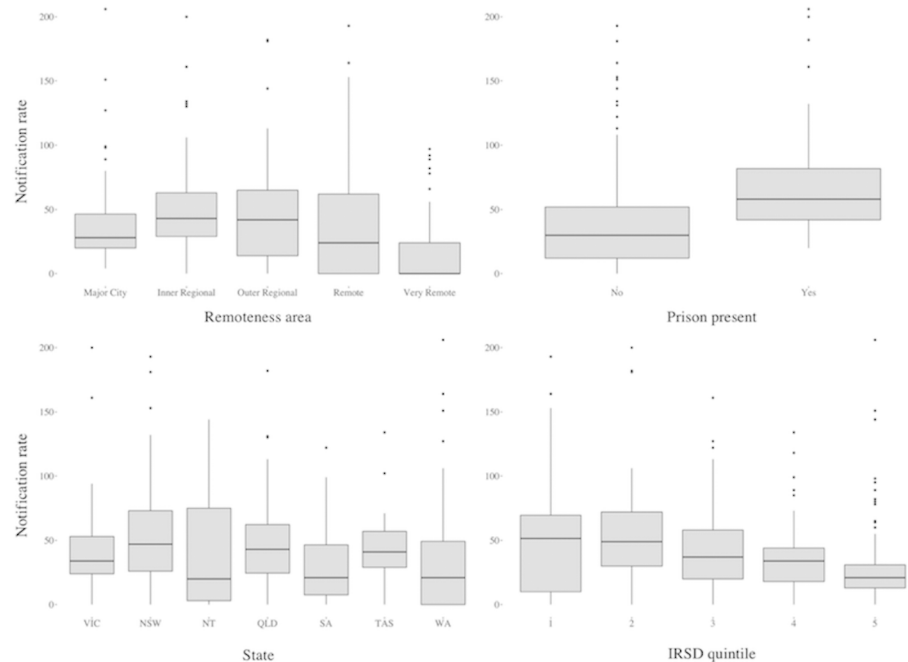 200
150
100
50
0
Notification rate
Major City Inner Regional Outer Regional Remote Very Remote
Remoteness area
200
150
100
50
0
No Yes
Prison present
200
150
100
50
0
Notification rate
VIC NSW NT QLD SA TAS WA
State
200
150
100
50
0
1 2 3 4 5
IRSD quintile